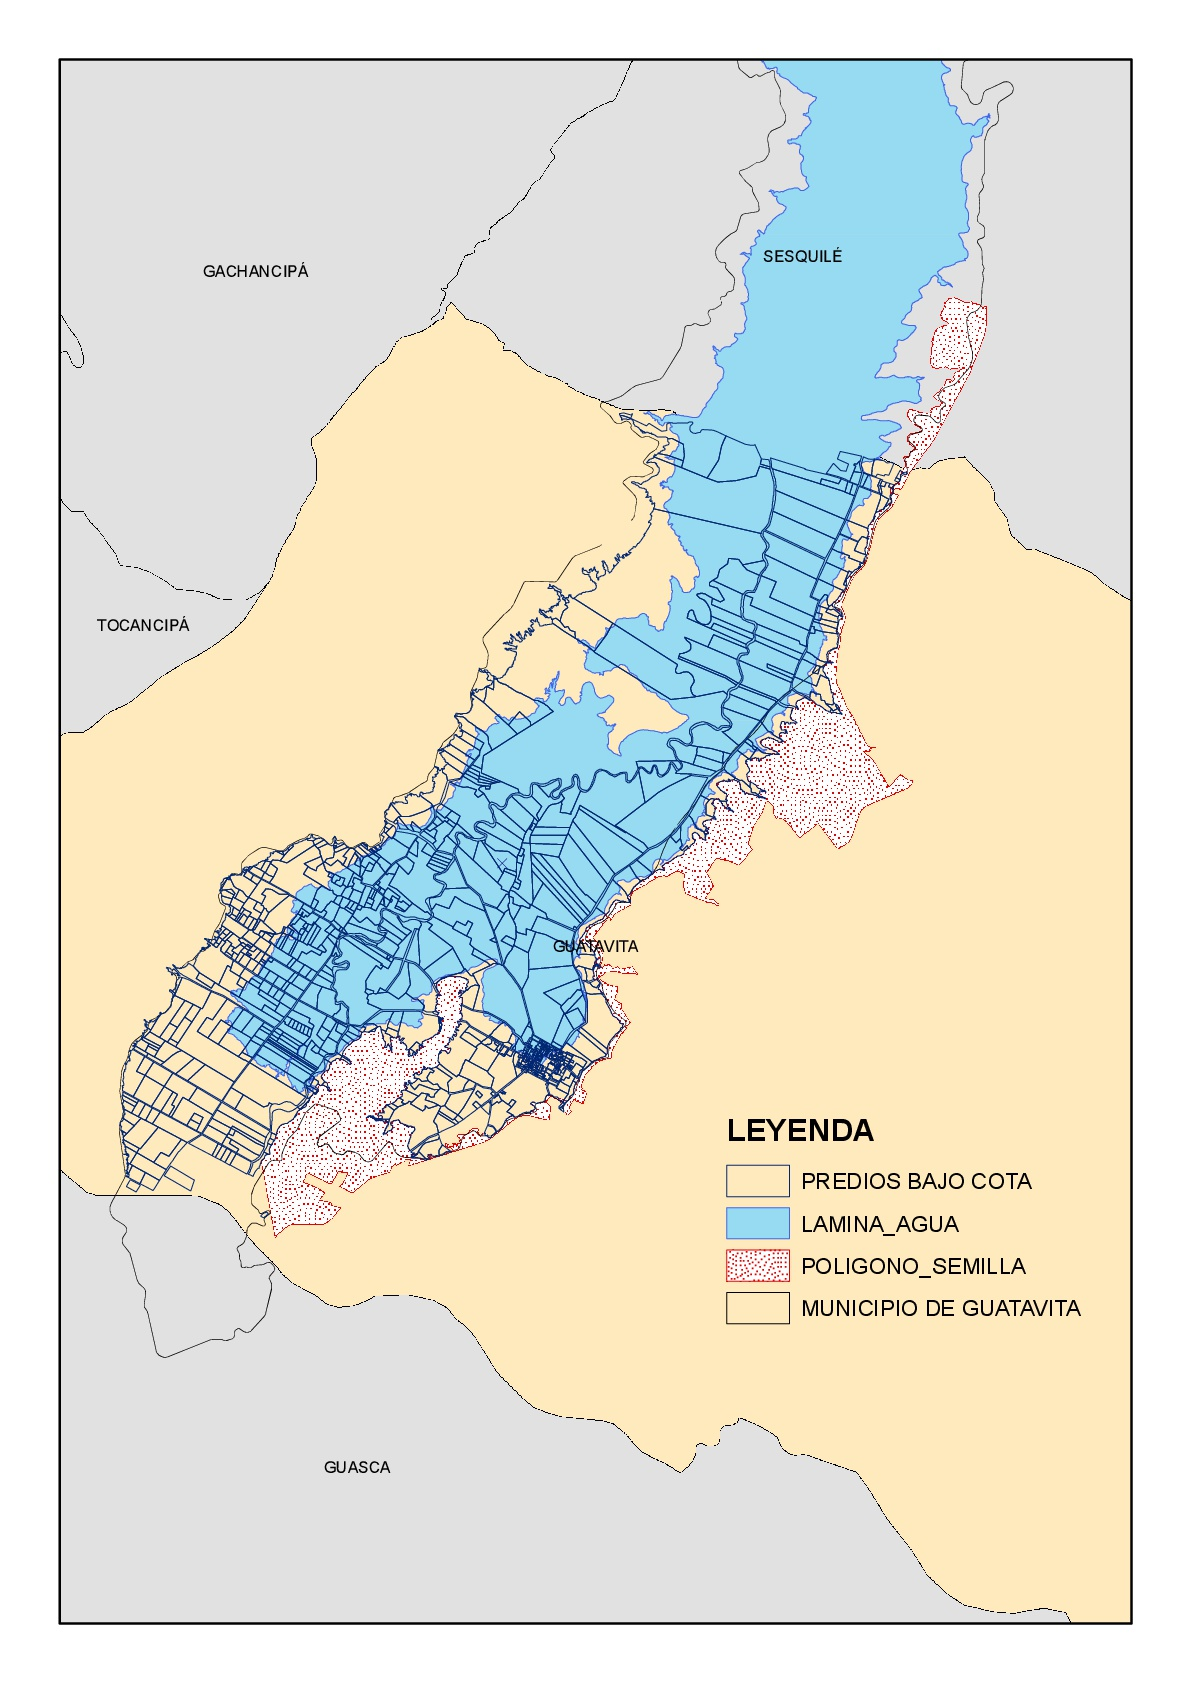 SESQUILÉ
GACHANCIPÁ
TOCANCIPÁ
GUATAVITA
LEYENDA
PREDIOS BAJO COTA
LAMINA_AGUA
POLIGONO_SEMILLA
MUNICIPIO DE GUATAVITA
GUASCA